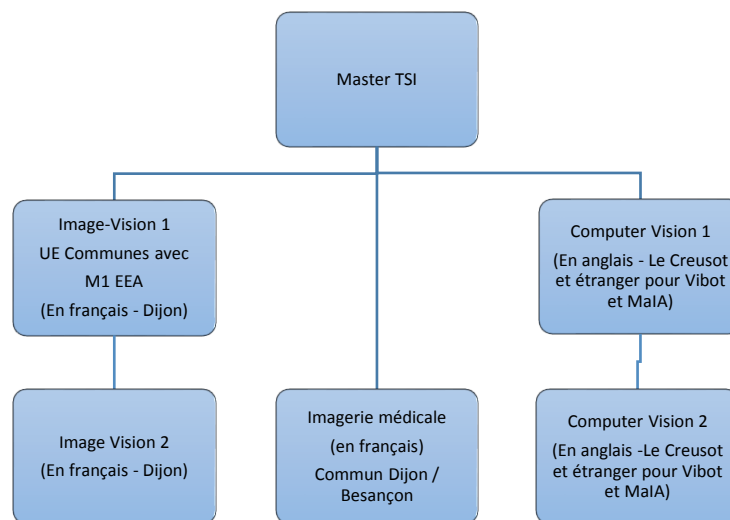 Master TSI
Image-Vision 1
UE Communes avec
M1 EEA
(En français - Dijon)
Computer Vision 1
(En anglais - Le Creusot
et étranger pour Vibot
et MaIA)
Image Vision 2
(En français - Dijon)
Imagerie médicale
(en français)
Commun Dijon /
Besançon
Computer Vision 2
(En anglais -Le Creusot
et étranger pour Vibot
et MaIA)